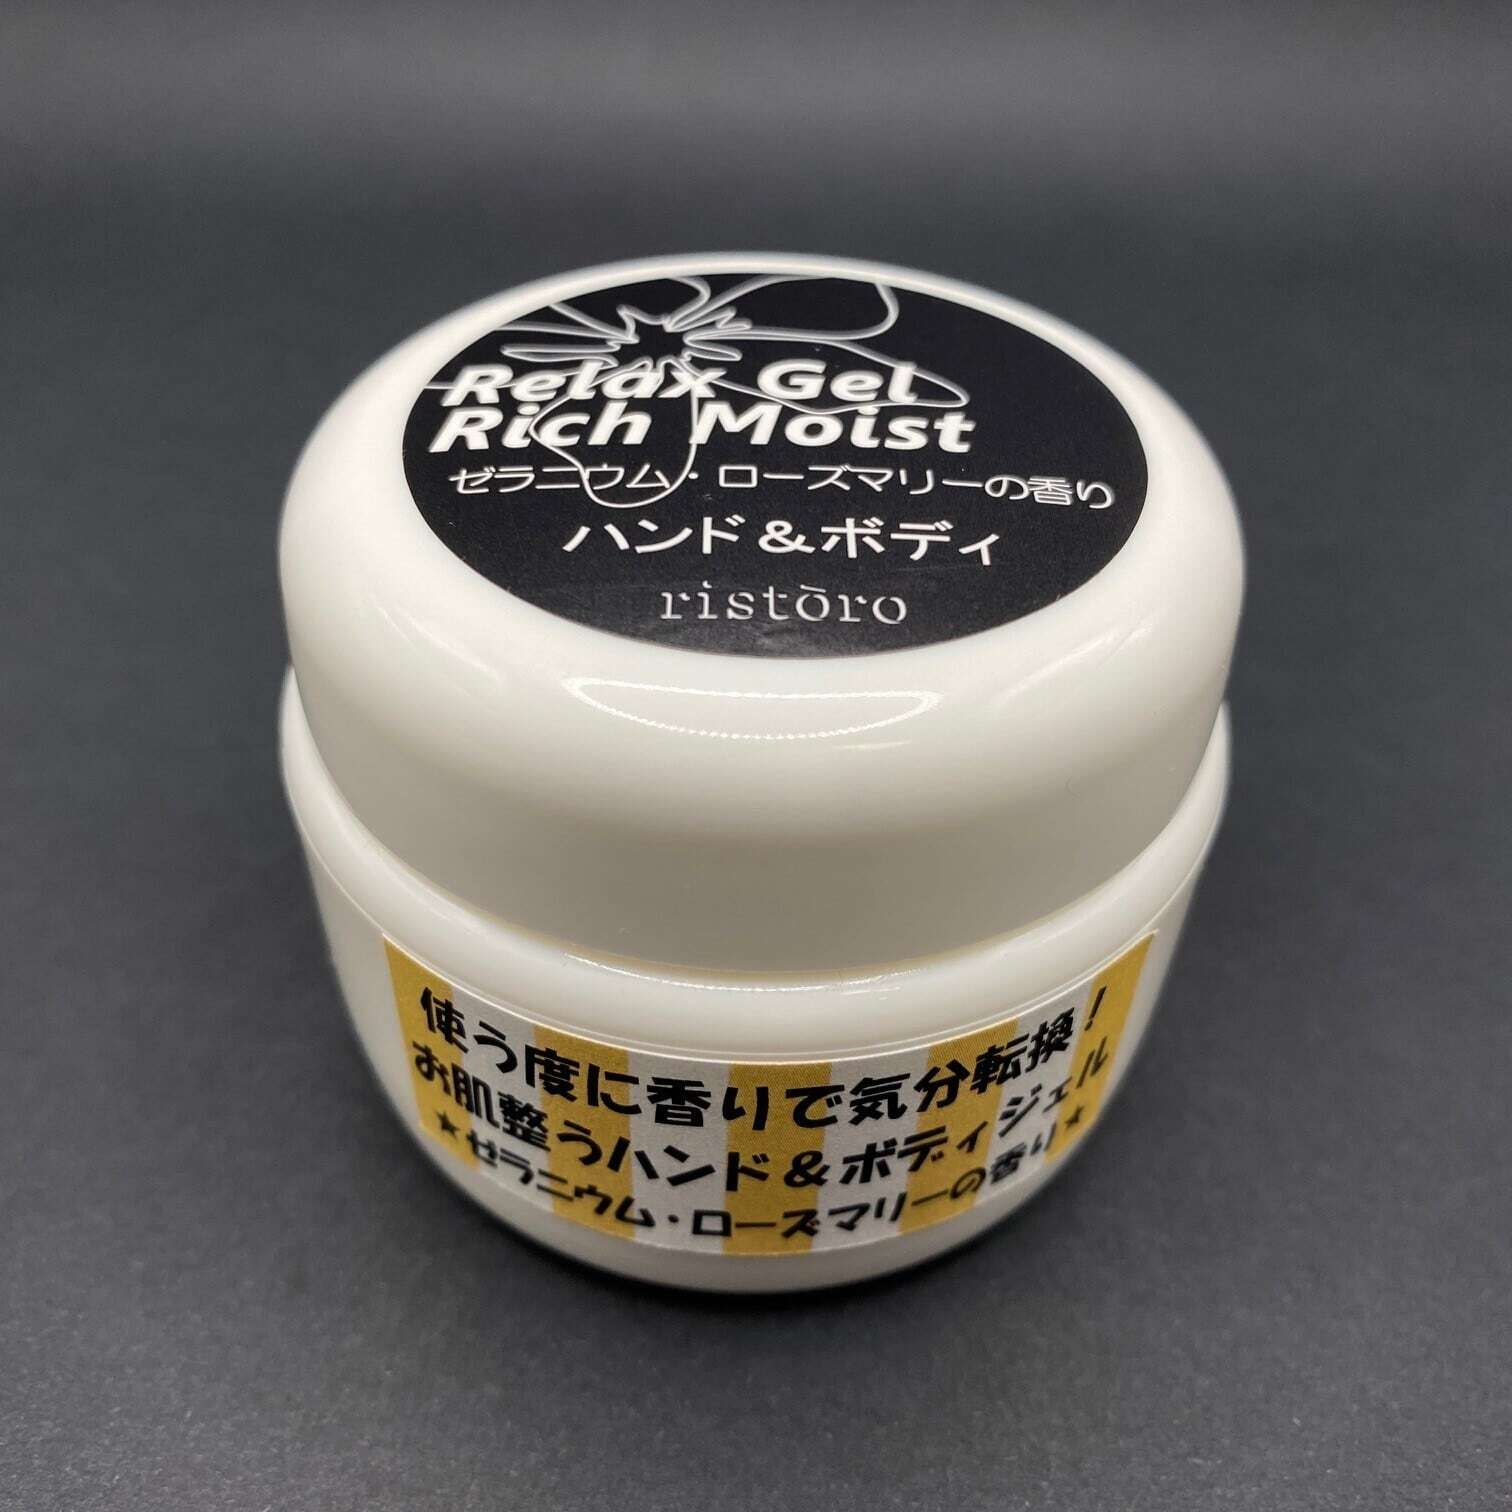 Relax Gel
Rich Moist
ゼラニウム・ローズマリーの香り
ハンド&ボディ
ristōro
使う度に香りで気分転換!
お肌整うハンド&ボディジェル
★ゼラニウム・ローズマリーの香り★